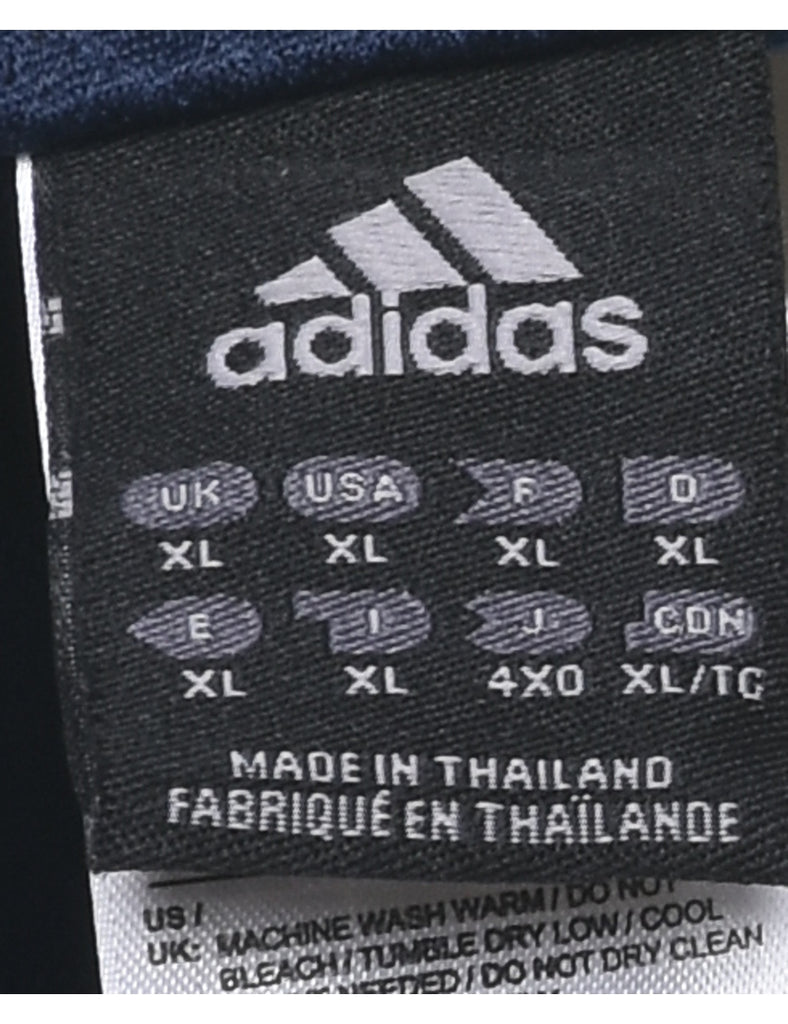 adidas
UK USA F D
XL XL XL XL
E I J CDN
XL XL 4XO XL/TG
MADE IN THAILAND
FABRIQUÉ EN THAÏLANDE
US /
UK: MACHINE WASH WARM / DO NOT
BLEACH / TUMBLE DRY LOW / COOL
NEEDED / DO NOT DRY CLEAN